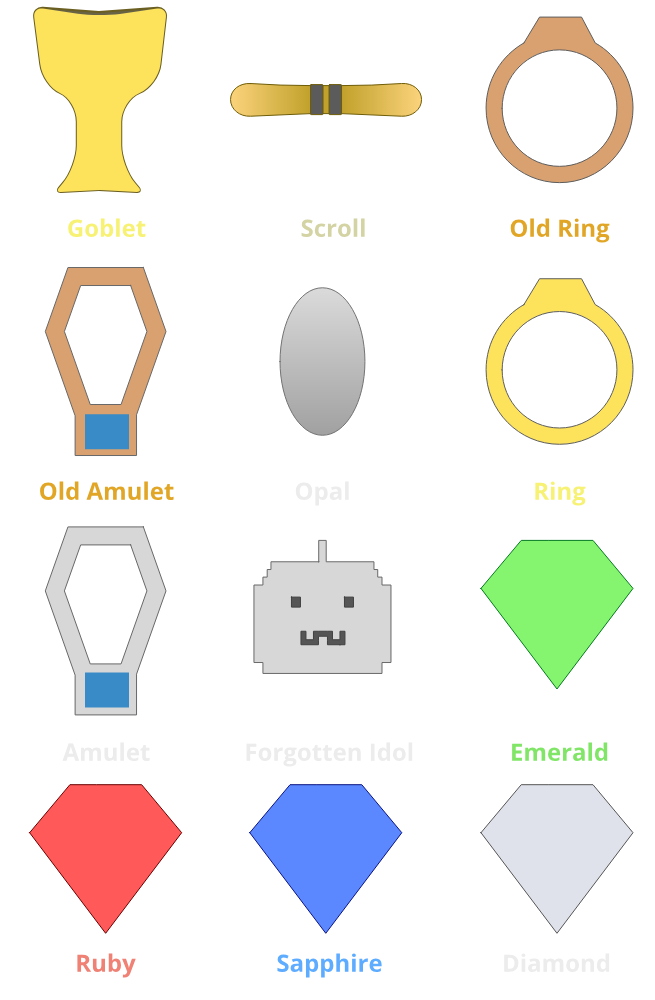 Goblet
Scroll
Old Ring
Old Amulet
Opal
Ring
Amulet
Forgotten Idol
Emerald
Ruby
Sapphire
Diamond